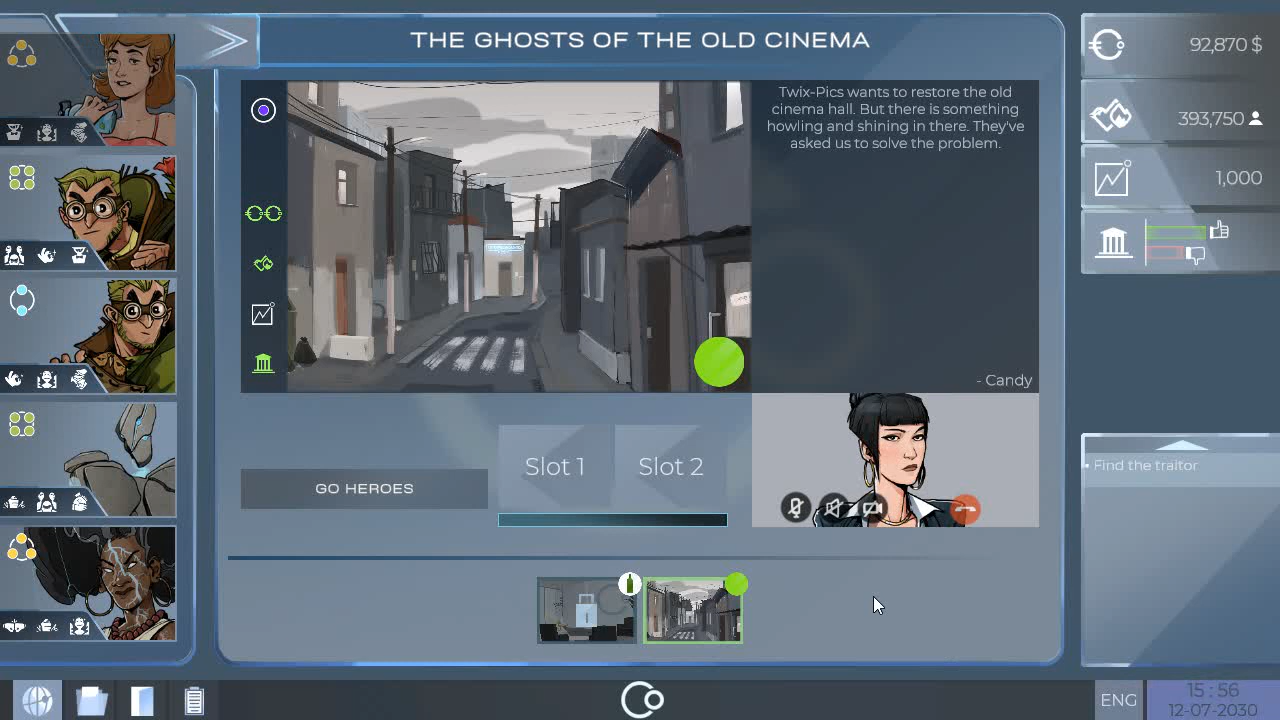 THE GHOSTS OF THE OLD CINEMA
92,870 $
393,750
1,000
Twix-Pics wants to restore the old
cinema hall. But there is something
howling and shining in there. They've
asked us to solve the problem.
- Candy
GO HEROES
Slot 1
Slot 2
• Find the traitor
ENG
15 : 56
12-07-2030